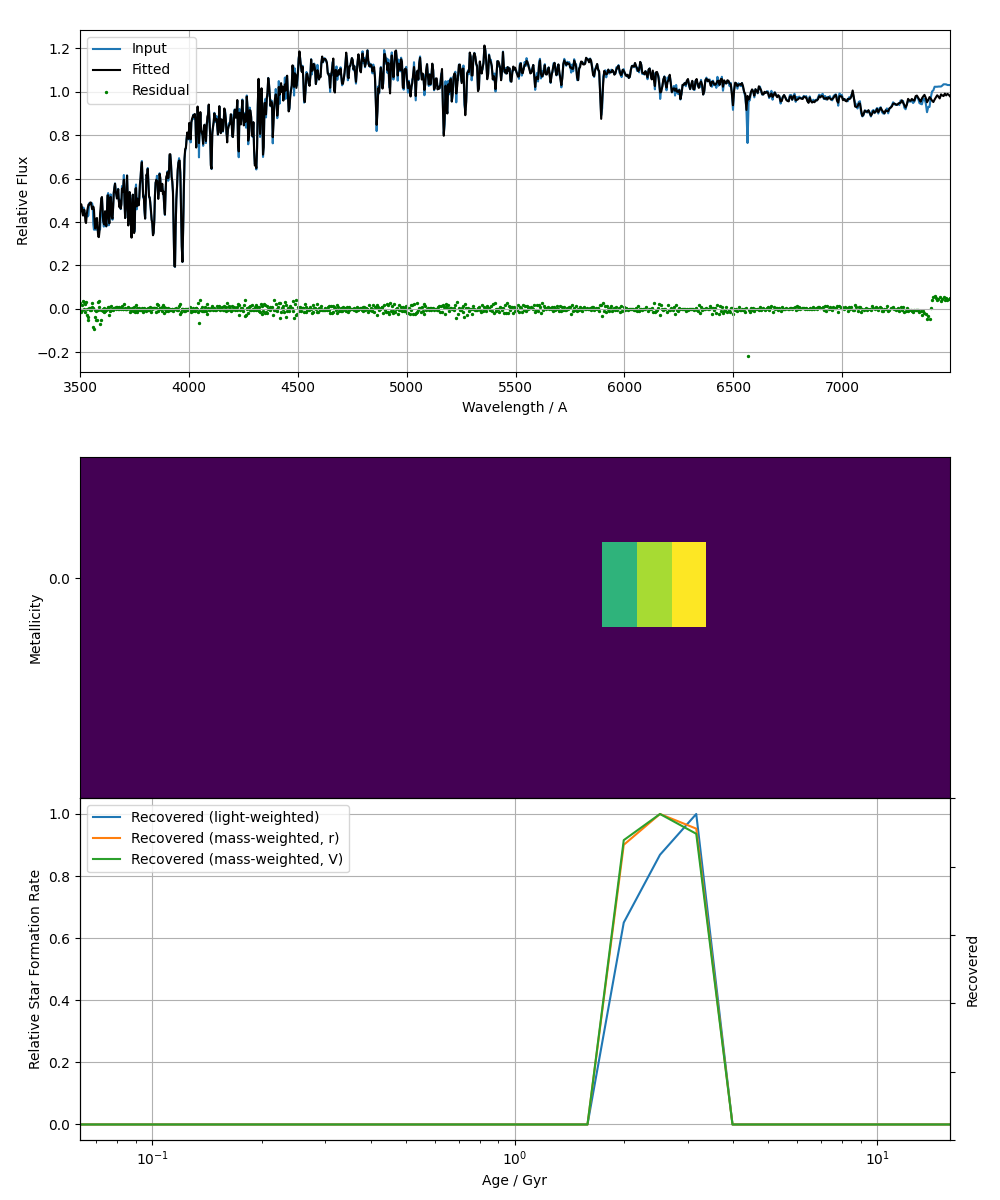 Input
Fitted
Residual
1.2
1.0
0.8
0.6
0.4
0.2
0.0
−0.2
Relative Flux
3500 4000 4500 5000 5500 6000 6500 7000
Wavelength / A
0.0
Metallicity
Recovered (light-weighted)
Recovered (mass-weighted, r)
Recovered (mass-weighted, V)
1.0
0.8
0.6
0.4
0.2
0.0
Relative Star Formation Rate
Recovered
10⁻¹ 10⁰ 10¹
Age / Gyr